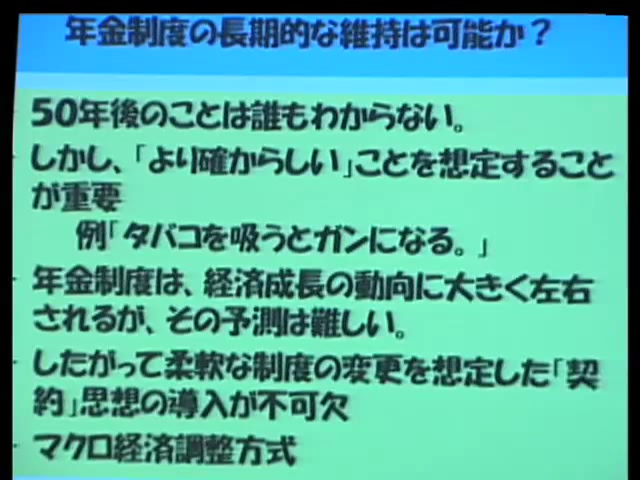 年金制度の長期的な維持は可能か？
50年後のことは誰もわからない。
しかし、「より確からしい」ことを想定すること
が重要
例「タバコを吸うとガンになる。」
年金制度は、経済成長の動向に大きく左右
されるが、その予測は難しい。
したがって柔軟な制度の変更を想定した「契
約」思想の導入が不可欠
マクロ経済調整方式